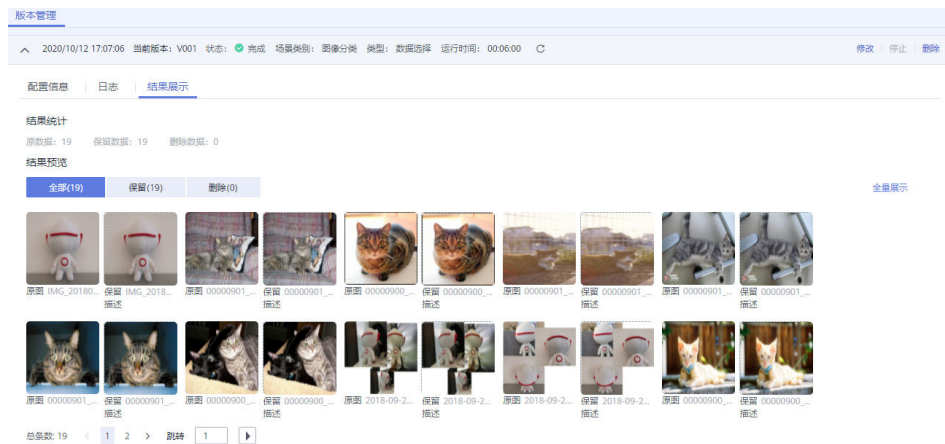 版本管理
2020/10/12 17:07:06 当前版本: V001 状态: 完成 场景类别: 图像分类 类型: 数据选择 运行时间: 00:06:00 修改 停止 删除
配置信息 日志 结果展示
结果统计
原数据: 19 保留数据: 19 删除数据: 0
结果预览
全部(19) 保留(19) 删除(0) 全量展示
原图 IMG_20180... 保留 IMG_2018... 原图 00000901_... 保留 00000901_... 原图 00000900_... 保留 00000900_... 原图 00000901_... 保留 00000901_... 原图 00000901_... 保留 00000901_...
描述 描述 描述 描述 描述
原图 00000901_... 保留 00000901_... 原图 00000900_... 保留 00000900_... 原图 2018-09-2... 保留 2018-09-2... 原图 2018-09-2... 保留 2018-09-2... 原图 00000900_... 保留 00000900_...
描述 描述 描述 描述 描述
总条数: 19 < 1 2 > 跳转 1